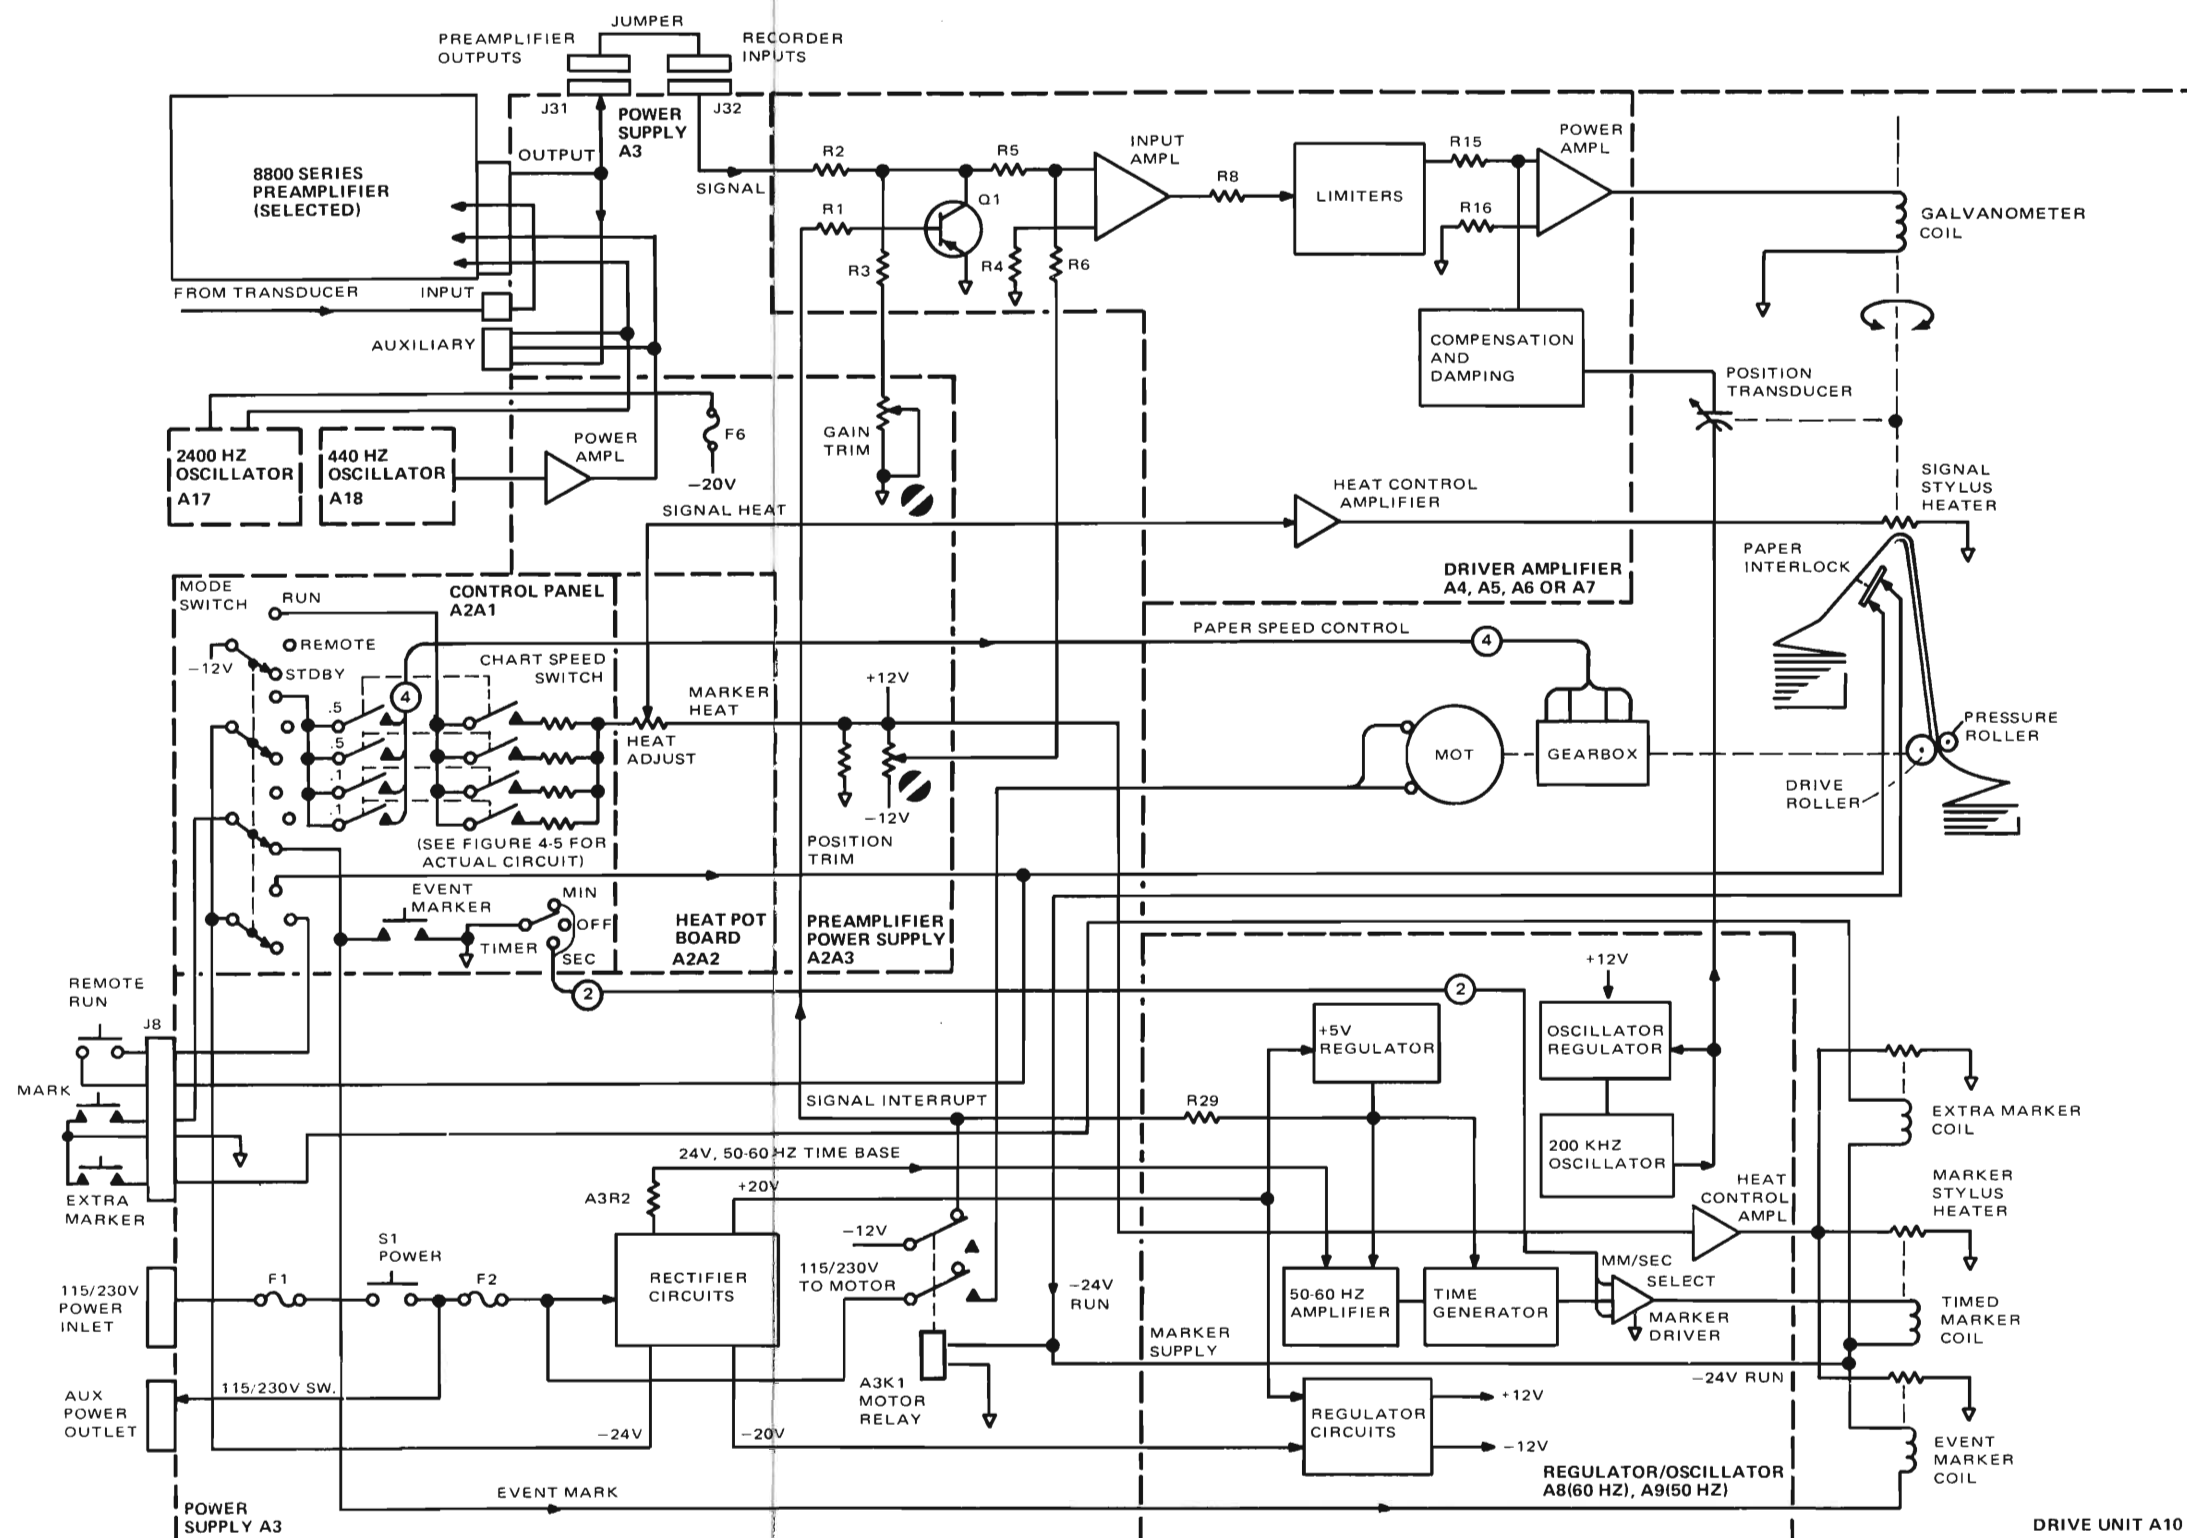 JUMPER
PREAMPLIFIER
OUTPUTS
RECORDER
INPUTS
J31
J32
POWER
SUPPLY
A3
8800 SERIES
PREAMPLIFIER
(SELECTED)
OUTPUT
SIGNAL
FROM TRANSDUCER
INPUT
AUXILIARY
R2
R5
R1
Q1
R3
R4
R6
INPUT
AMPL
R8
LIMITERS
R15
R16
POWER
AMPL
GALVANOMETER
COIL
COMPENSATION
AND
DAMPING
POSITION
TRANSDUCER
2400 HZ
OSCILLATOR
A17
440 HZ
OSCILLATOR
A18
POWER
AMPL
F6
−20V
GAIN
TRIM
SIGNAL HEAT
HEAT CONTROL
AMPLIFIER
SIGNAL
STYLUS
HEATER
DRIVER AMPLIFIER
A4, A5, A6 OR A7
PAPER
INTERLOCK
MODE
SWITCH
RUN
REMOTE
STDBY
−12V
CONTROL PANEL
A2A1
CHART SPEED
SWITCH
4
.5
.5
.1
.1
(SEE FIGURE 4-5 FOR
ACTUAL CIRCUIT)
MARKER
HEAT
HEAT
ADJUST
+12V
−12V
POSITION
TRIM
PAPER SPEED CONTROL
4
MOT
GEARBOX
PRESSURE
ROLLER
DRIVE
ROLLER
EVENT
MARKER
MIN
OFF
SEC
TIMER
HEAT POT
BOARD
A2A2
PREAMPLIFIER
POWER SUPPLY
A2A3
2
2
REMOTE
RUN
J8
MARK
EXTRA
MARKER
+12V
+5V
REGULATOR
OSCILLATOR
REGULATOR
200 KHZ
OSCILLATOR
SIGNAL INTERRUPT
R29
24V, 50-60 HZ TIME BASE
A3R2
+20V
EXTRA MARKER
COIL
MARKER
STYLUS
HEATER
HEAT
CONTROL
AMPL
S1
POWER
115/230V
POWER
INLET
F1
F2
RECTIFIER
CIRCUITS
−12V
115/230V
TO MOTOR
−24V
RUN
50-60 HZ
AMPLIFIER
TIME
GENERATOR
MM/SEC
SELECT
MARKER
DRIVER
TIMED
MARKER
COIL
MARKER
SUPPLY
−24V RUN
A3K1
MOTOR
RELAY
AUX
POWER
OUTLET
115/230V SW.
−24V
−20V
REGULATOR
CIRCUITS
+12V
−12V
EVENT
MARKER
COIL
EVENT MARK
REGULATOR/OSCILLATOR
A8(60 HZ), A9(50 HZ)
POWER
SUPPLY A3
DRIVE UNIT A10